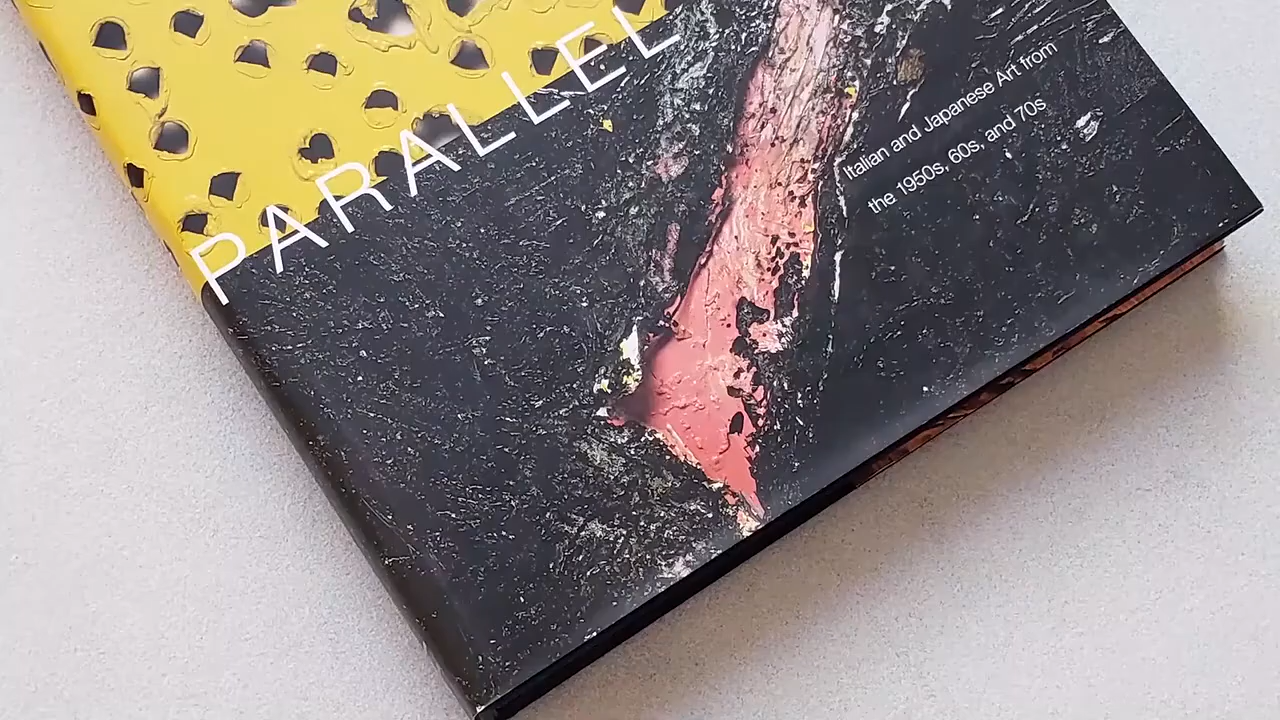 PARALLEL
Italian and Japanese Art from
the 1950s, 60s, and 70s